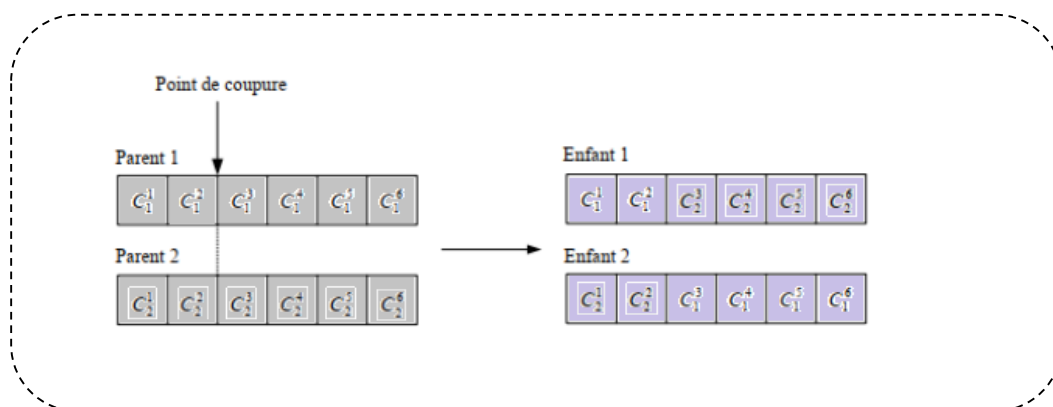 Point de coupure
Parent 1
C₁¹ C₁² C₁³ C₁⁴ C₁⁵ C₁⁶
Parent 2
C₂¹ C₂² C₂³ C₂⁴ C₂⁵ C₂⁶
Enfant 1
C₁¹ C₁² C₂³ C₂⁴ C₂⁵ C₂⁶
Enfant 2
C₂¹ C₂² C₁³ C₁⁴ C₁⁵ C₁⁶